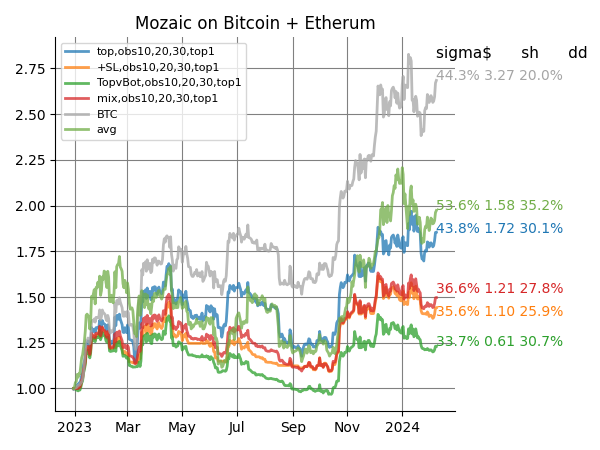 Mozaic on Bitcoin + Etherum
sigma$ sh dd
top,obs10,20,30,top1
+SL,obs10,20,30,top1
TopvBot,obs10,20,30,top1
mix,obs10,20,30,top1
BTC
avg
44.3% 3.27 20.0%
53.6% 1.58 35.2%
43.8% 1.72 30.1%
36.6% 1.21 27.8%
35.6% 1.10 25.9%
33.7% 0.61 30.7%
2.75
2.50
2.25
2.00
1.75
1.50
1.25
1.00
2023 Mar May Jul Sep Nov 2024